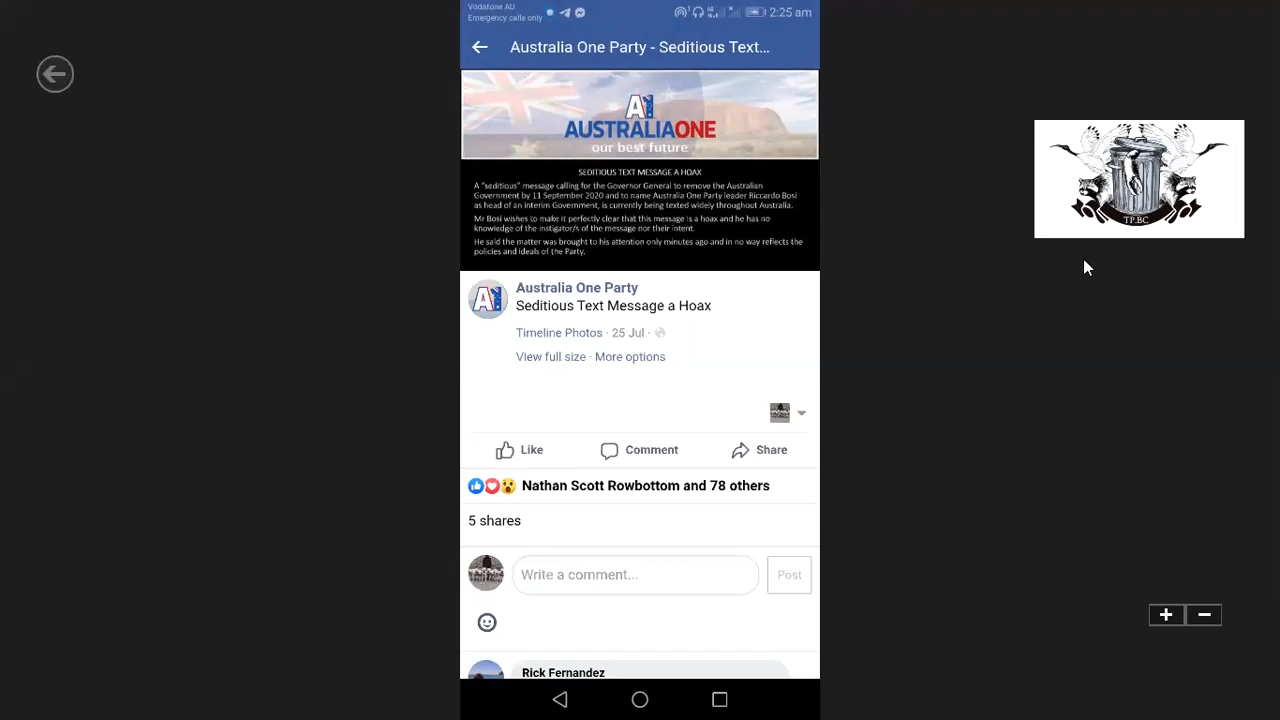 Vodafone AU
Emergency calls only
2:25 am
Australia One Party - Seditious Text...
A1
AUSTRALIAONE
our best future
SEDITIOUS TEXT MESSAGE A HOAX
A "seditious" message calling for the Governor General to remove the Australian
Government by 11 September 2020 and to name Australia One Party leader Riccardo Bosi
as head of an interim Government, is currently being texted widely throughout Australia.
Mr Bosi wishes to make it perfectly clear that this message is a hoax and he has no
knowledge of the instigator/s of the message nor their intent.
He said the matter was brought to his attention only minutes ago and in no way reflects the
policies and ideals of the Party.
A1
Australia One Party
Seditious Text Message a Hoax
Timeline Photos · 25 Jul ·
View full size · More options
Like
Comment
Share
Nathan Scott Rowbottom and 78 others
5 shares
Write a comment...
Post
Rick Fernandez
TP.BC